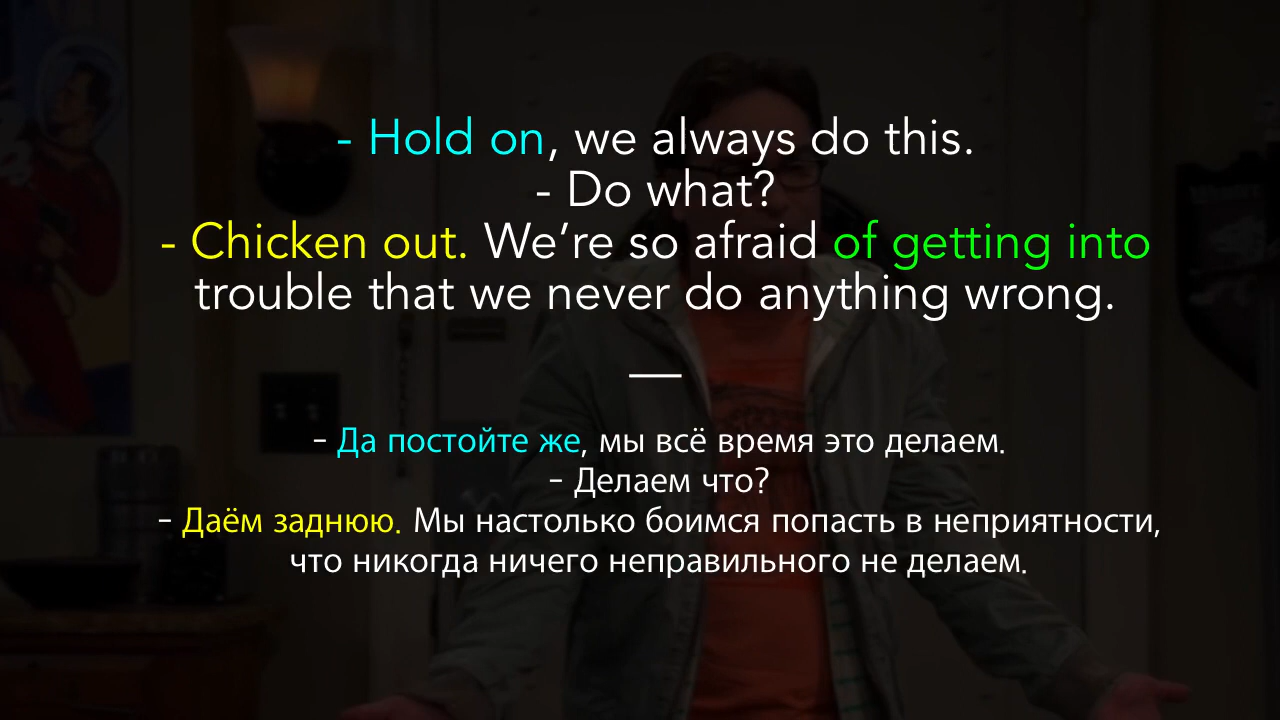 - Hold on, we always do this.
- Do what?
- Chicken out. We’re so afraid of getting into
trouble that we never do anything wrong.
—
– Да постойте же, мы всё время это делаем.
– Делаем что?
– Даём заднюю. Мы настолько боимся попасть в неприятности,
что никогда ничего неправильного не делаем.